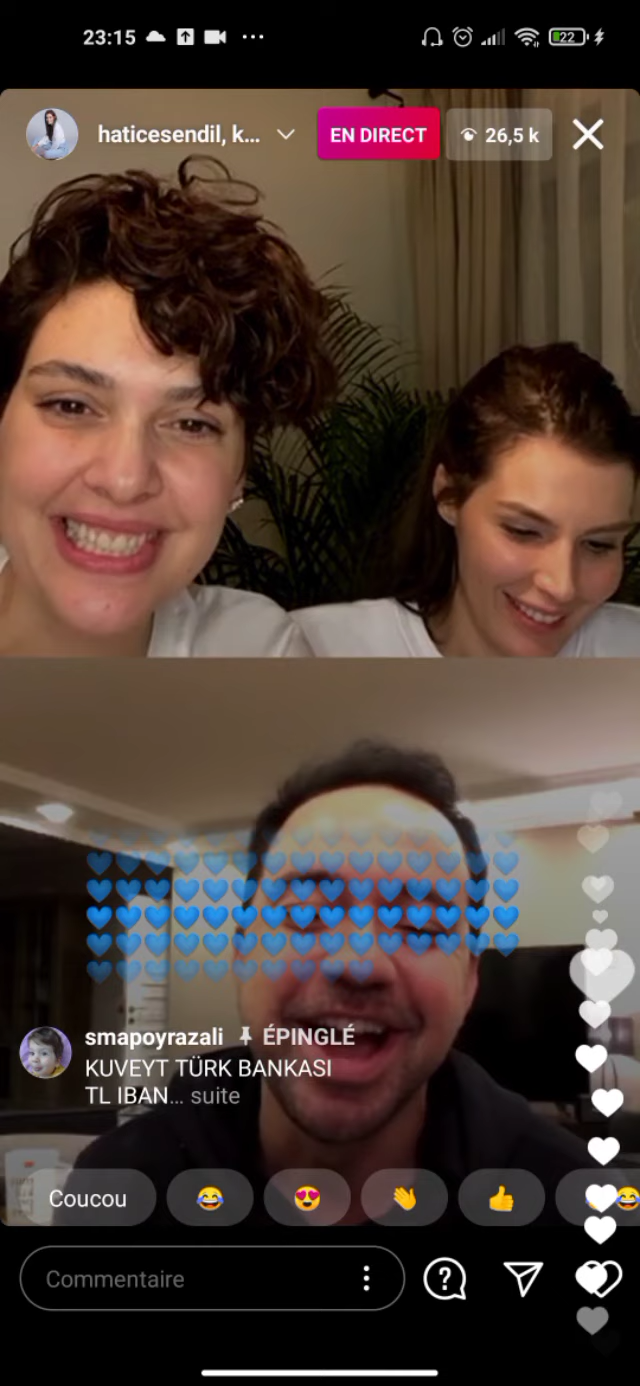 23:15
22
haticesendil, k...
EN DIRECT
26,5 k
smapoyrazali ÉPINGLÉ
KUVEYT TÜRK BANKASI
TL IBAN... suite
Coucou
Commentaire